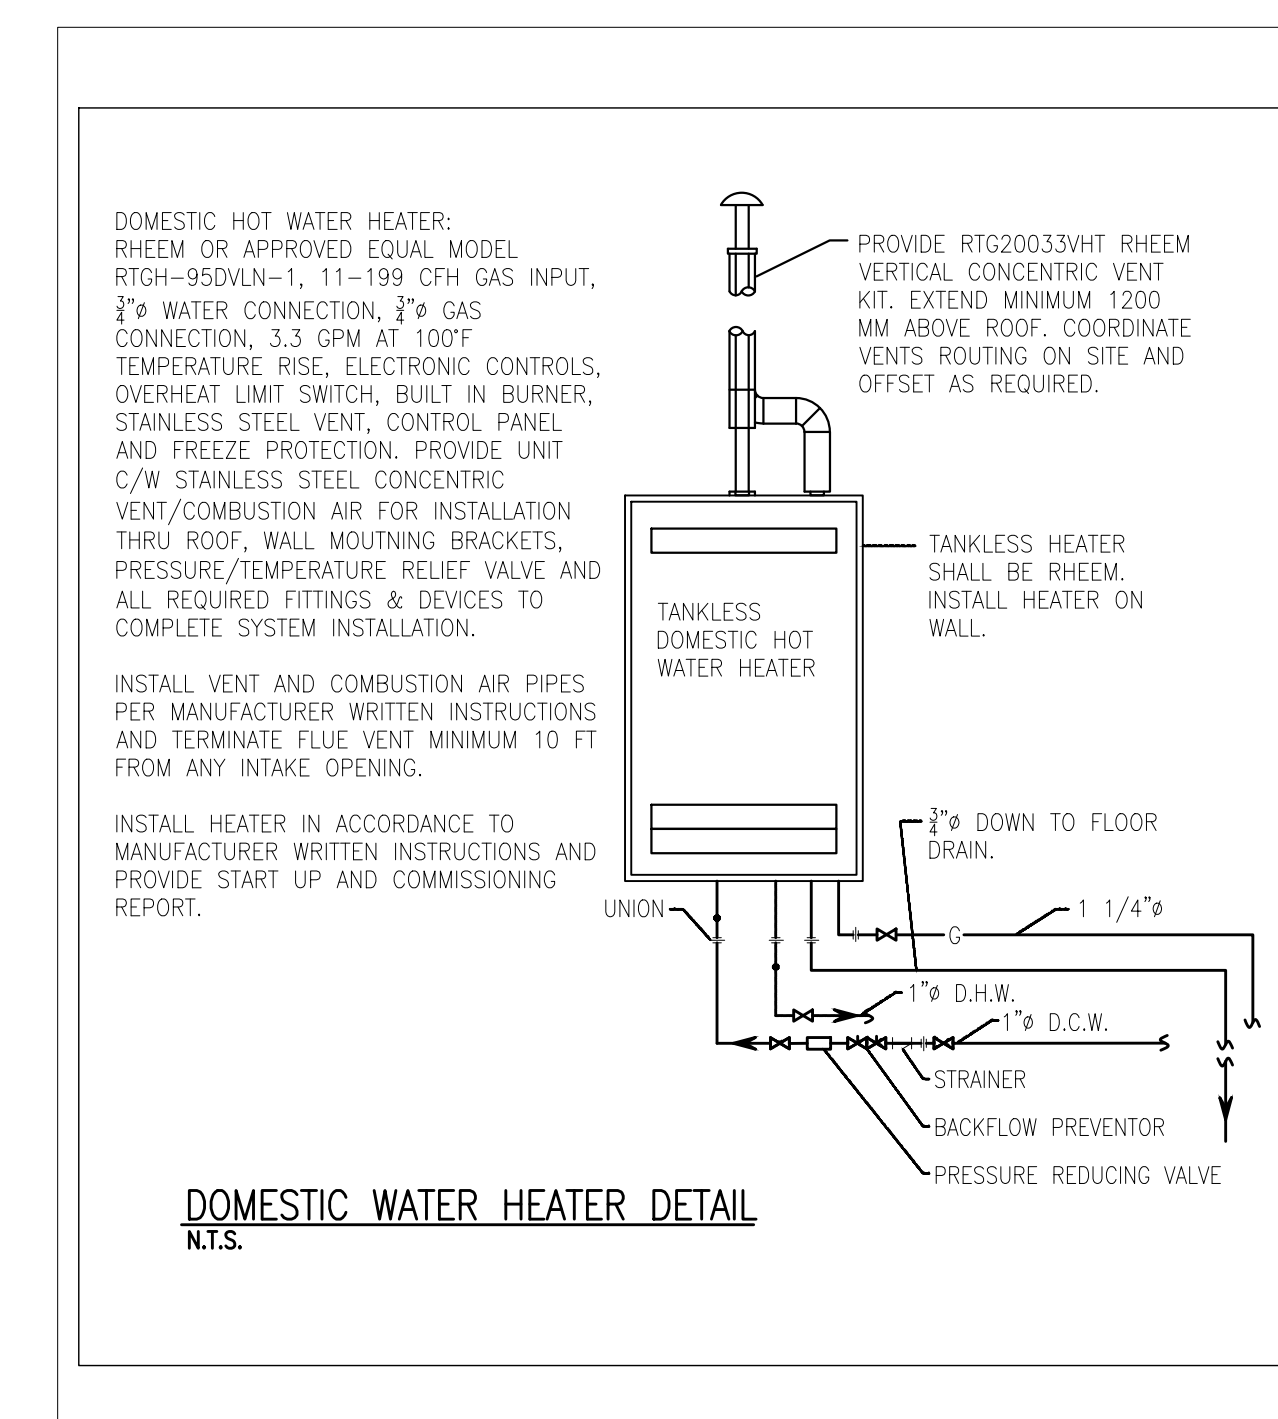 DOMESTIC HOT WATER HEATER:
RHEEM OR APPROVED EQUAL MODEL
RTGH-95DVLN-1, 11-199 CFH GAS INPUT,
3/4"ø WATER CONNECTION, 3/4"ø GAS
CONNECTION, 3.3 GPM AT 100°F
TEMPERATURE RISE, ELECTRONIC CONTROLS,
OVERHEAT LIMIT SWITCH, BUILT IN BURNER,
STAINLESS STEEL VENT, CONTROL PANEL
AND FREEZE PROTECTION. PROVIDE UNIT
C/W STAINLESS STEEL CONCENTRIC
VENT/COMBUSTION AIR FOR INSTALLATION
THRU ROOF, WALL MOUTNING BRACKETS,
PRESSURE/TEMPERATURE RELIEF VALVE AND
ALL REQUIRED FITTINGS & DEVICES TO
COMPLETE SYSTEM INSTALLATION.
INSTALL VENT AND COMBUSTION AIR PIPES
PER MANUFACTURER WRITTEN INSTRUCTIONS
AND TERMINATE FLUE VENT MINIMUM 10 FT
FROM ANY INTAKE OPENING.
INSTALL HEATER IN ACCORDANCE TO
MANUFACTURER WRITTEN INSTRUCTIONS AND
PROVIDE START UP AND COMMISSIONING
REPORT.
PROVIDE RTG20033VHT RHEEM
VERTICAL CONCENTRIC VENT
KIT. EXTEND MINIMUM 1200
MM ABOVE ROOF. COORDINATE
VENTS ROUTING ON SITE AND
OFFSET AS REQUIRED.
TANKLESS HEATER
SHALL BE RHEEM.
INSTALL HEATER ON
WALL.
TANKLESS
DOMESTIC HOT
WATER HEATER
3/4"ø DOWN TO FLOOR
DRAIN.
UNION
1 1/4"ø
G
1"ø D.H.W.
1"ø D.C.W.
STRAINER
BACKFLOW PREVENTOR
PRESSURE REDUCING VALVE
DOMESTIC WATER HEATER DETAIL
N.T.S.